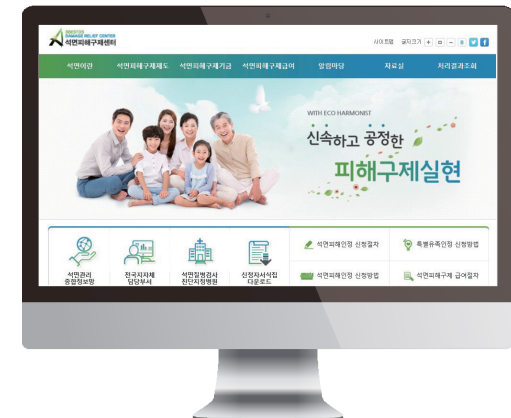 ASBESTOS
DAMAGE RELIEF CENTER
석면피해구제센터
사이트맵 글자크기 + - 
석면이란 석면피해구제제도 석면피해구제기금 석면피해구제급여 알림마당 자료실 처리결과조회
WITH ECO HARMONIST
신속하고 공정한
피해구제실현
석면피해인정 신청절차 특별유족인정 신청방법
석면관리 전국지자체 석면질병검사 신청자서식집
종합정보망 담당부서 진단지정병원 다운로드
석면피해인정 신청방법 석면피해구제 급여절차